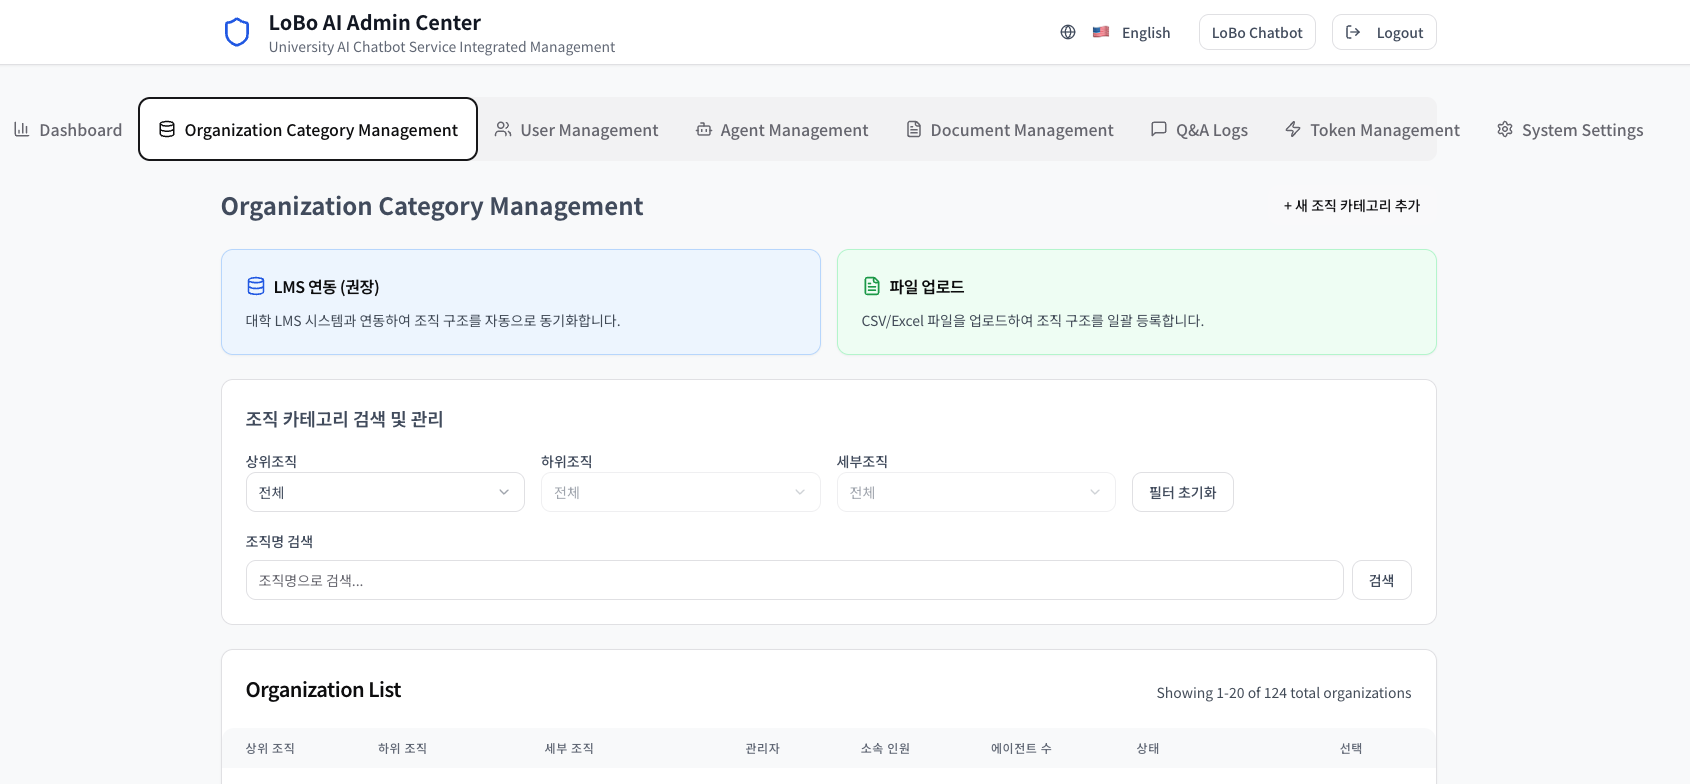 LoBo AI Admin Center
University AI Chatbot Service Integrated Management
English
LoBo Chatbot
Logout
Dashboard
Organization Category Management
User Management
Agent Management
Document Management
Q&A Logs
Token Management
System Settings
Organization Category Management
+ 새 조직 카테고리 추가
LMS 연동 (권장)
대학 LMS 시스템과 연동하여 조직 구조를 자동으로 동기화합니다.
파일 업로드
CSV/Excel 파일을 업로드하여 조직 구조를 일괄 등록합니다.
조직 카테고리 검색 및 관리
상위조직
하위조직
세부조직
전체
전체
전체
필터 초기화
조직명 검색
조직명으로 검색...
검색
Organization List
Showing 1-20 of 124 total organizations
상위 조직
하위 조직
세부 조직
관리자
소속 인원
에이전트 수
상태
선택